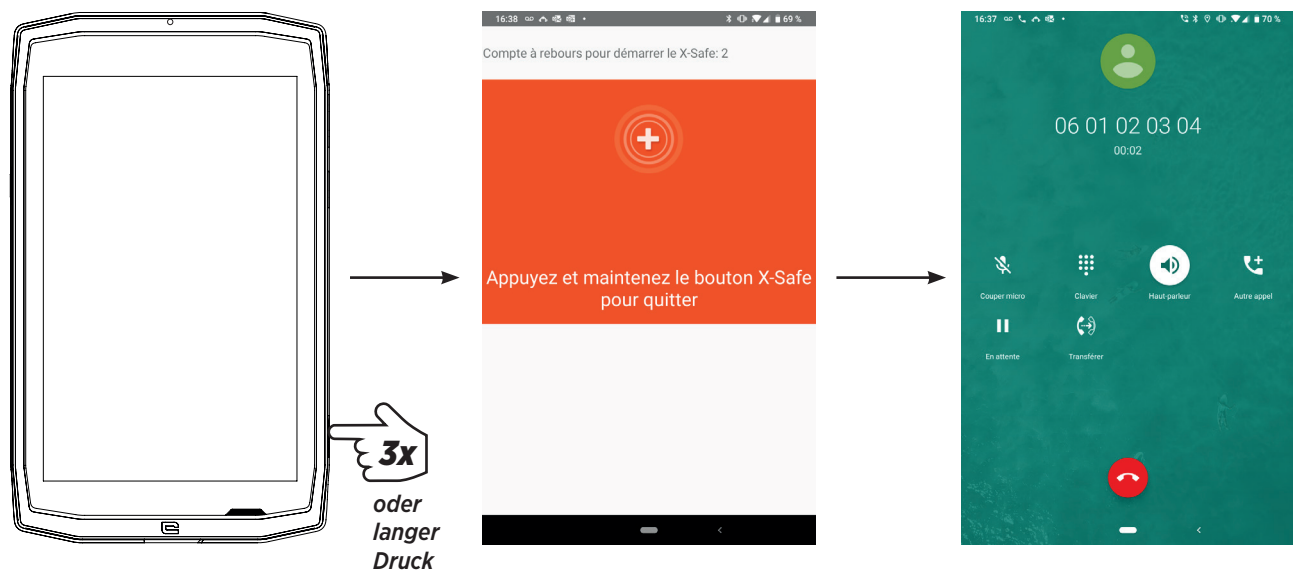 3x
oder
langer
Druck
16:38
69 %
Compte à rebours pour démarrer le X-Safe: 2
Appuyez et maintenez le bouton X-Safe
pour quitter
16:37
70 %
06 01 02 03 04
00:02
Couper micro
Clavier
Haut-parleur
Autre appel
En attente
Transférer